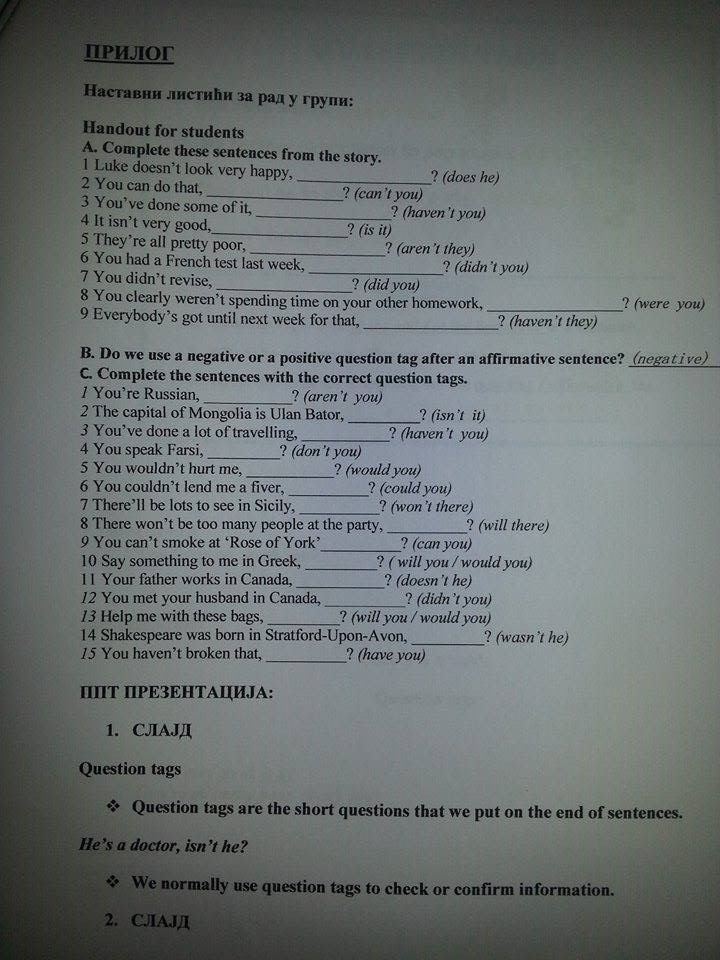 ПРИЛОГ
Наставни листићи за рад у групи:
Handout for students
A. Complete these sentences from the story.
1 Luke doesn't look very happy, _______________? (does he)
2 You can do that, _______________? (can't you)
3 You've done some of it, _______________? (haven't you)
4 It isn't very good,_______________? (is it)
5 They're all pretty poor, _______________? (aren't they)
6 You had a French test last week, _______________? (didn't you)
7 You didn't revise, _______________? (did you)
8 You clearly weren't spending time on your other homework, _______________? (were you)
9 Everybody's got until next week for that, _______________? (haven't they)
B. Do we use a negative or a positive question tag after an affirmative sentence? (negative)
C. Complete the sentences with the correct question tags.
1 You're Russian, __________? (aren't you)
2 The capital of Mongolia is Ulan Bator, ________? (isn't it)
3 You've done a lot of travelling, __________? (haven't you)
4 You speak Farsi, ________? (don't you)
5 You wouldn't hurt me, __________? (would you)
6 You couldn't lend me a fiver, _________? (could you)
7 There'll be lots to see in Sicily, _________? (won't there)
8 There won't be too many people at the party, _________? (will there)
9 You can't smoke at 'Rose of York'_________? (can you)
10 Say something to me in Greek, ________? ( will you / would you)
11 Your father works in Canada, __________? (doesn't he)
12 You met your husband in Canada, _________? (didn't you)
13 Help me with these bags, ________? (will you / would you)
14 Shakespeare was born in Stratford-Upon-Avon, ________? (wasn't he)
15 You haven't broken that, _________? (have you)
ППТ ПРЕЗЕНТАЦИЈА:
1. СЛАЈД
Question tags
❖ Question tags are the short questions that we put on the end of sentences.
He's a doctor, isn't he?
❖ We normally use question tags to check or confirm information.
2. СЛАЈД